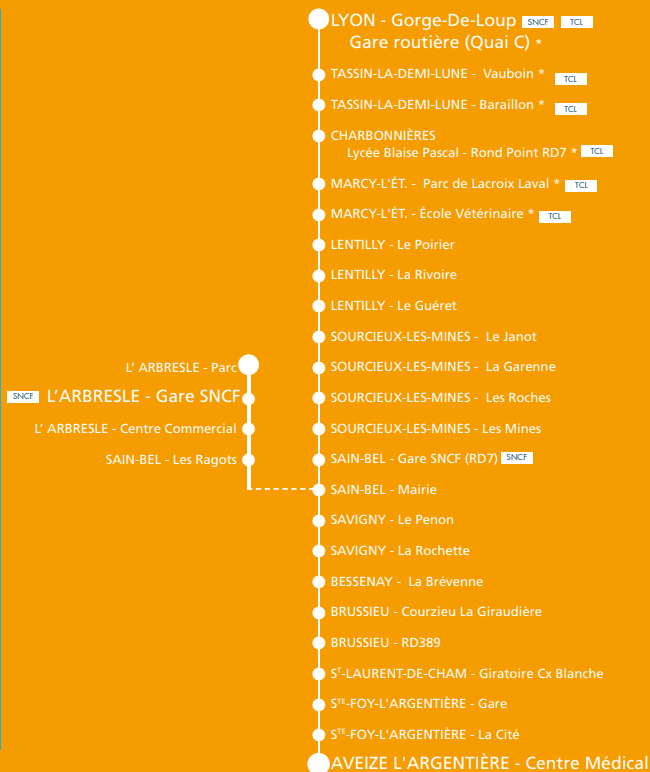 LYON - Gorge-De-Loup SNCF TCL
Gare routière (Quai C) *
TASSIN-LA-DEMI-LUNE - Vauboin * TCL
TASSIN-LA-DEMI-LUNE - Baraillon * TCL
CHARBONNIÈRES
Lycée Blaise Pascal - Rond Point RD7 * TCL
MARCY-L'ÉT. - Parc de Lacroix Laval * TCL
MARCY-L'ÉT. - École Vétérinaire * TCL
LENTILLY - Le Poirier
LENTILLY - La Rivoire
LENTILLY - Le Guéret
SOURCIEUX-LES-MINES - Le Janot
SOURCIEUX-LES-MINES - La Garenne
SOURCIEUX-LES-MINES - Les Roches
SOURCIEUX-LES-MINES - Les Mines
SAIN-BEL - Gare SNCF (RD7) SNCF
L' ARBRESLE - Parc
SNCF L'ARBRESLE - Gare SNCF
L' ARBRESLE - Centre Commercial
SAIN-BEL - Les Ragots
SAIN-BEL - Mairie
SAVIGNY - Le Penon
SAVIGNY - La Rochette
BESSENAY - La Brévenne
BRUSSIEU - Courzieu La Giraudière
BRUSSIEU - RD389
ST-LAURENT-DE-CHAM - Giratoire Cx Blanche
STE-FOY-L'ARGENTIÈRE - Gare
STE-FOY-L'ARGENTIÈRE - La Cité
AVEIZE L'ARGENTIÈRE - Centre Médical